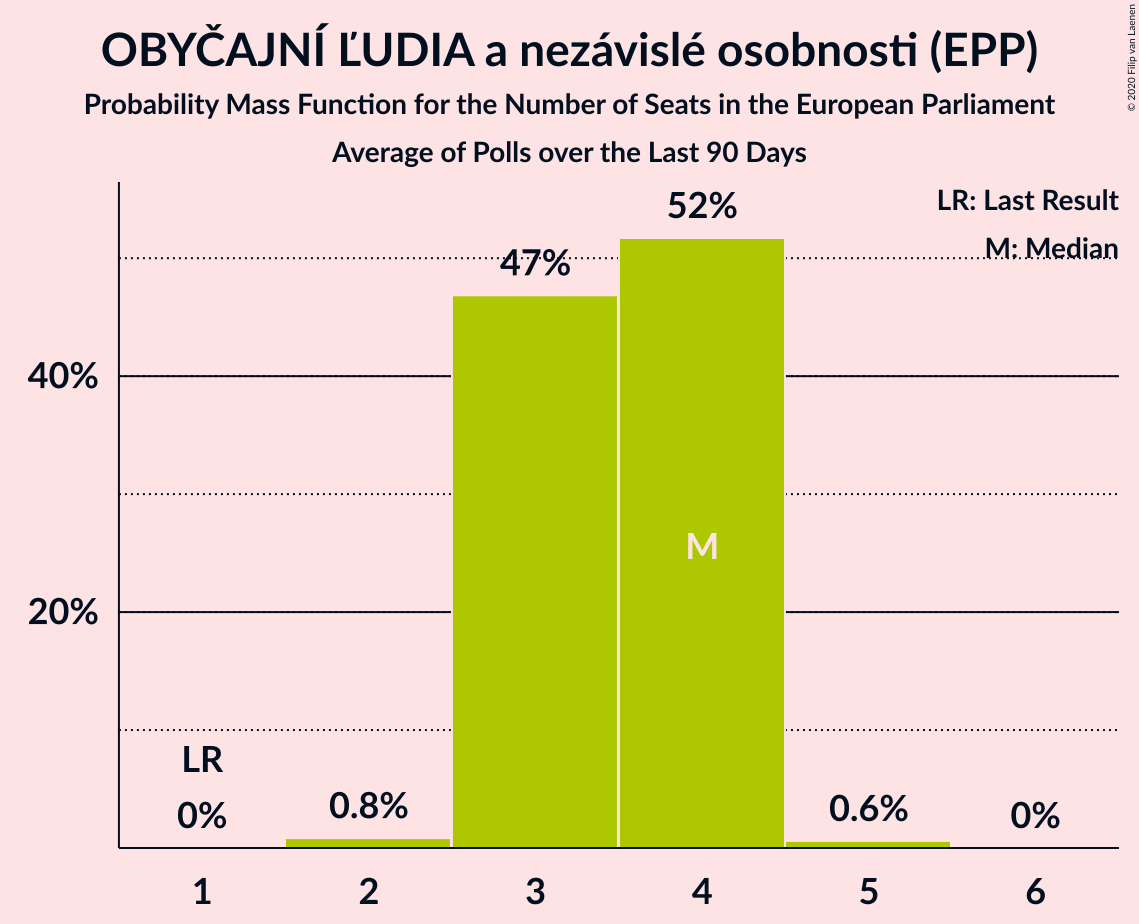 OBYČAJNÍ ĽUDIA a nezávislé osobnosti (EPP)
Probability Mass Function for the Number of Seats in the European Parliament
Average of Polls over the Last 90 Days
© 2020 Filip van Laenen
LR: Last Result
M: Median
52%
47%
40%
M
20%
LR
0%
0.8%
0.6%
0%
1 2 3 4 5 6